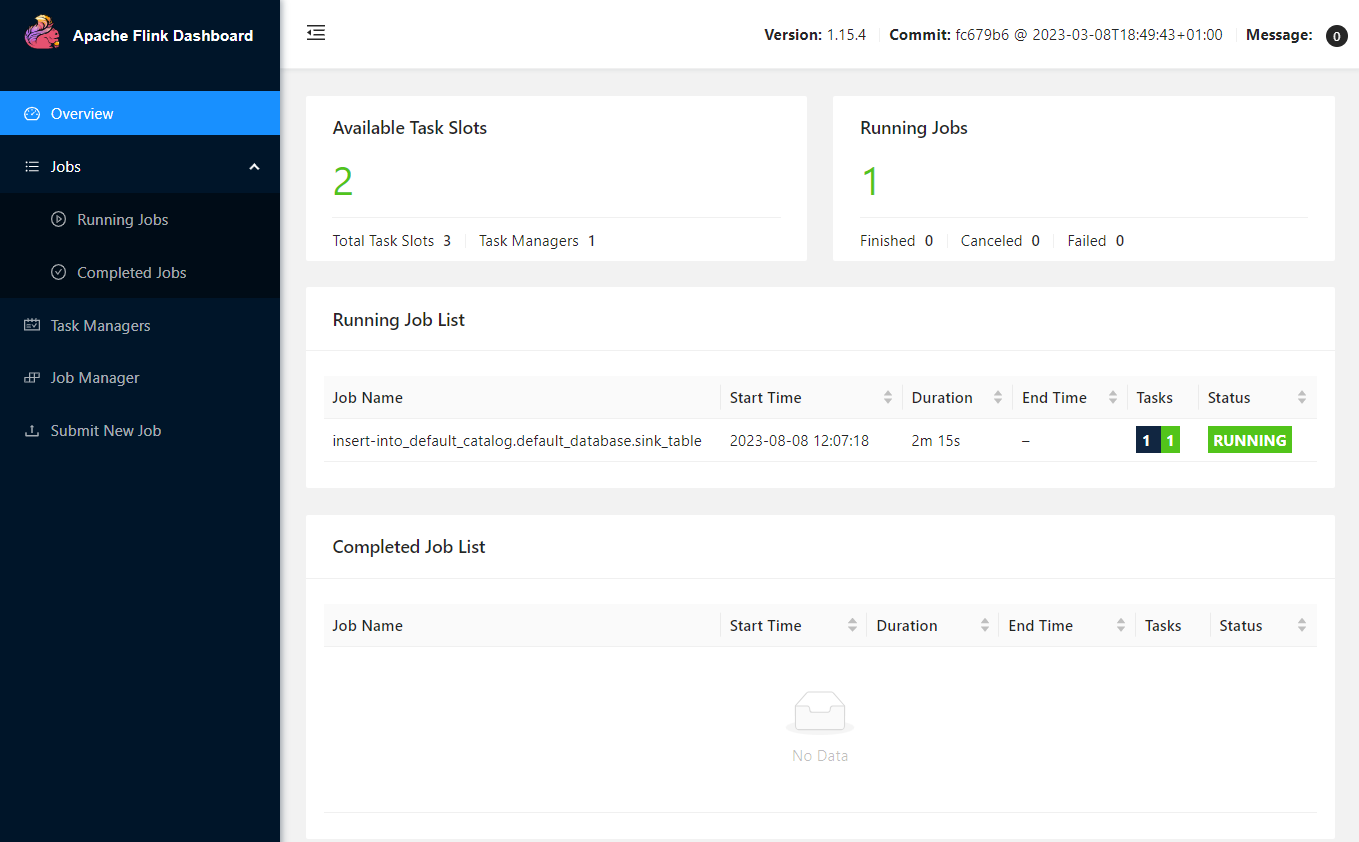 Apache Flink Dashboard
Version: 1.15.4 Commit: fc679b6 @ 2023-03-08T18:49:43+01:00 Message: 0
Overview
Jobs
Running Jobs
Completed Jobs
Task Managers
Job Manager
Submit New Job
Available Task Slots
2
Total Task Slots 3 Task Managers 1
Running Jobs
1
Finished 0 Canceled 0 Failed 0
Running Job List
Job Name Start Time Duration End Time Tasks Status
insert-into_default_catalog.default_database.sink_table 2023-08-08 12:07:18 2m 15s – 1 1 RUNNING
Completed Job List
Job Name Start Time Duration End Time Tasks Status
No Data